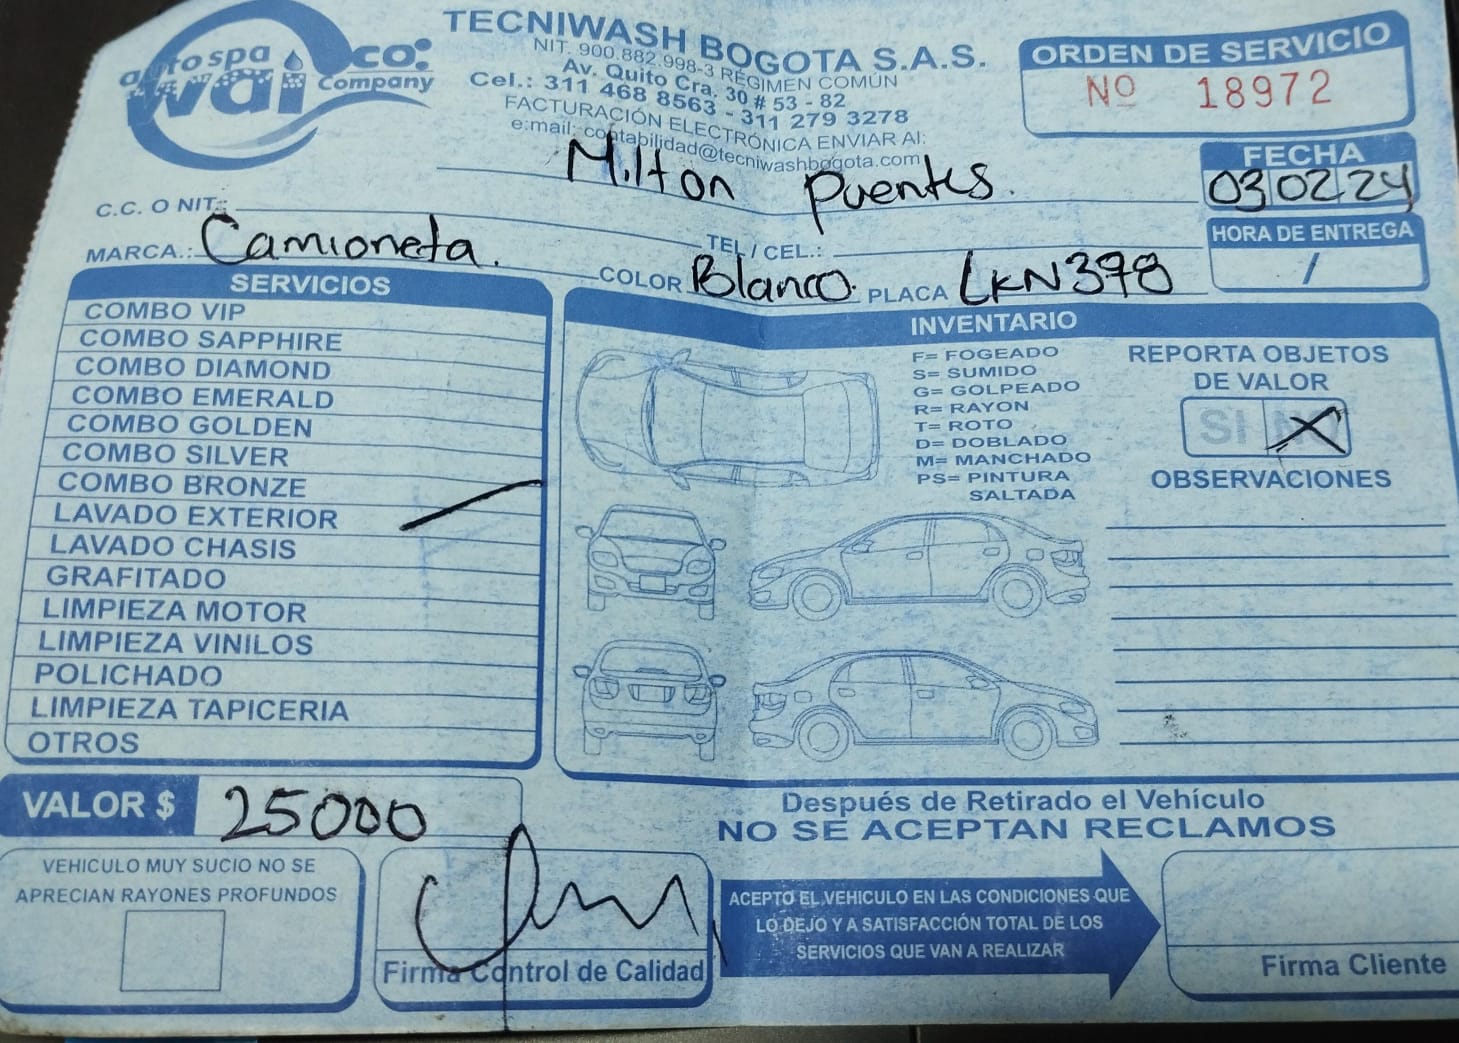 autospa
wai co:
Company
TECNIWASH BOGOTA S.A.S.
NIT. 900.882.998-3 REGIMEN COMÚN
Av. Quito Cra. 30 # 53 - 82
Cel.: 311 468 8563 - 311 279 3278
FACTURACIÓN ELECTRÓNICA ENVIAR Al:
e:mail: contabilidad@tecniwashbogota.com
ORDEN DE SERVICIO
Nº 18972
FECHA
03 02 24
HORA DE ENTREGA
/
Milton Puentes.
C.C. O NIT.:
TEL / CEL.:
MARCA.: Camioneta.
COLOR Blanco. PLACA LKN378
SERVICIOS
COMBO VIP
COMBO SAPPHIRE
COMBO DIAMOND
COMBO EMERALD
COMBO GOLDEN
COMBO SILVER
COMBO BRONZE
LAVADO EXTERIOR
LAVADO CHASIS
GRAFITADO
LIMPIEZA MOTOR
LIMPIEZA VINILOS
POLICHADO
LIMPIEZA TAPICERIA
OTROS
INVENTARIO
F= FOGEADO
S= SUMIDO
G= GOLPEADO
R= RAYON
T= ROTO
D= DOBLADO
M= MANCHADO
PS= PINTURA
SALTADA
REPORTA OBJETOS
DE VALOR
SI NO
OBSERVACIONES
VALOR $ 25000
VEHICULO MUY SUCIO NO SE
APRECIAN RAYONES PROFUNDOS
Firma Control de Calidad
Después de Retirado el Vehículo
NO SE ACEPTAN RECLAMOS
ACEPTO EL VEHICULO EN LAS CONDICIONES QUE
LO DEJO Y A SATISFACCIÓN TOTAL DE LOS
SERVICIOS QUE VAN A REALIZAR
Firma Cliente